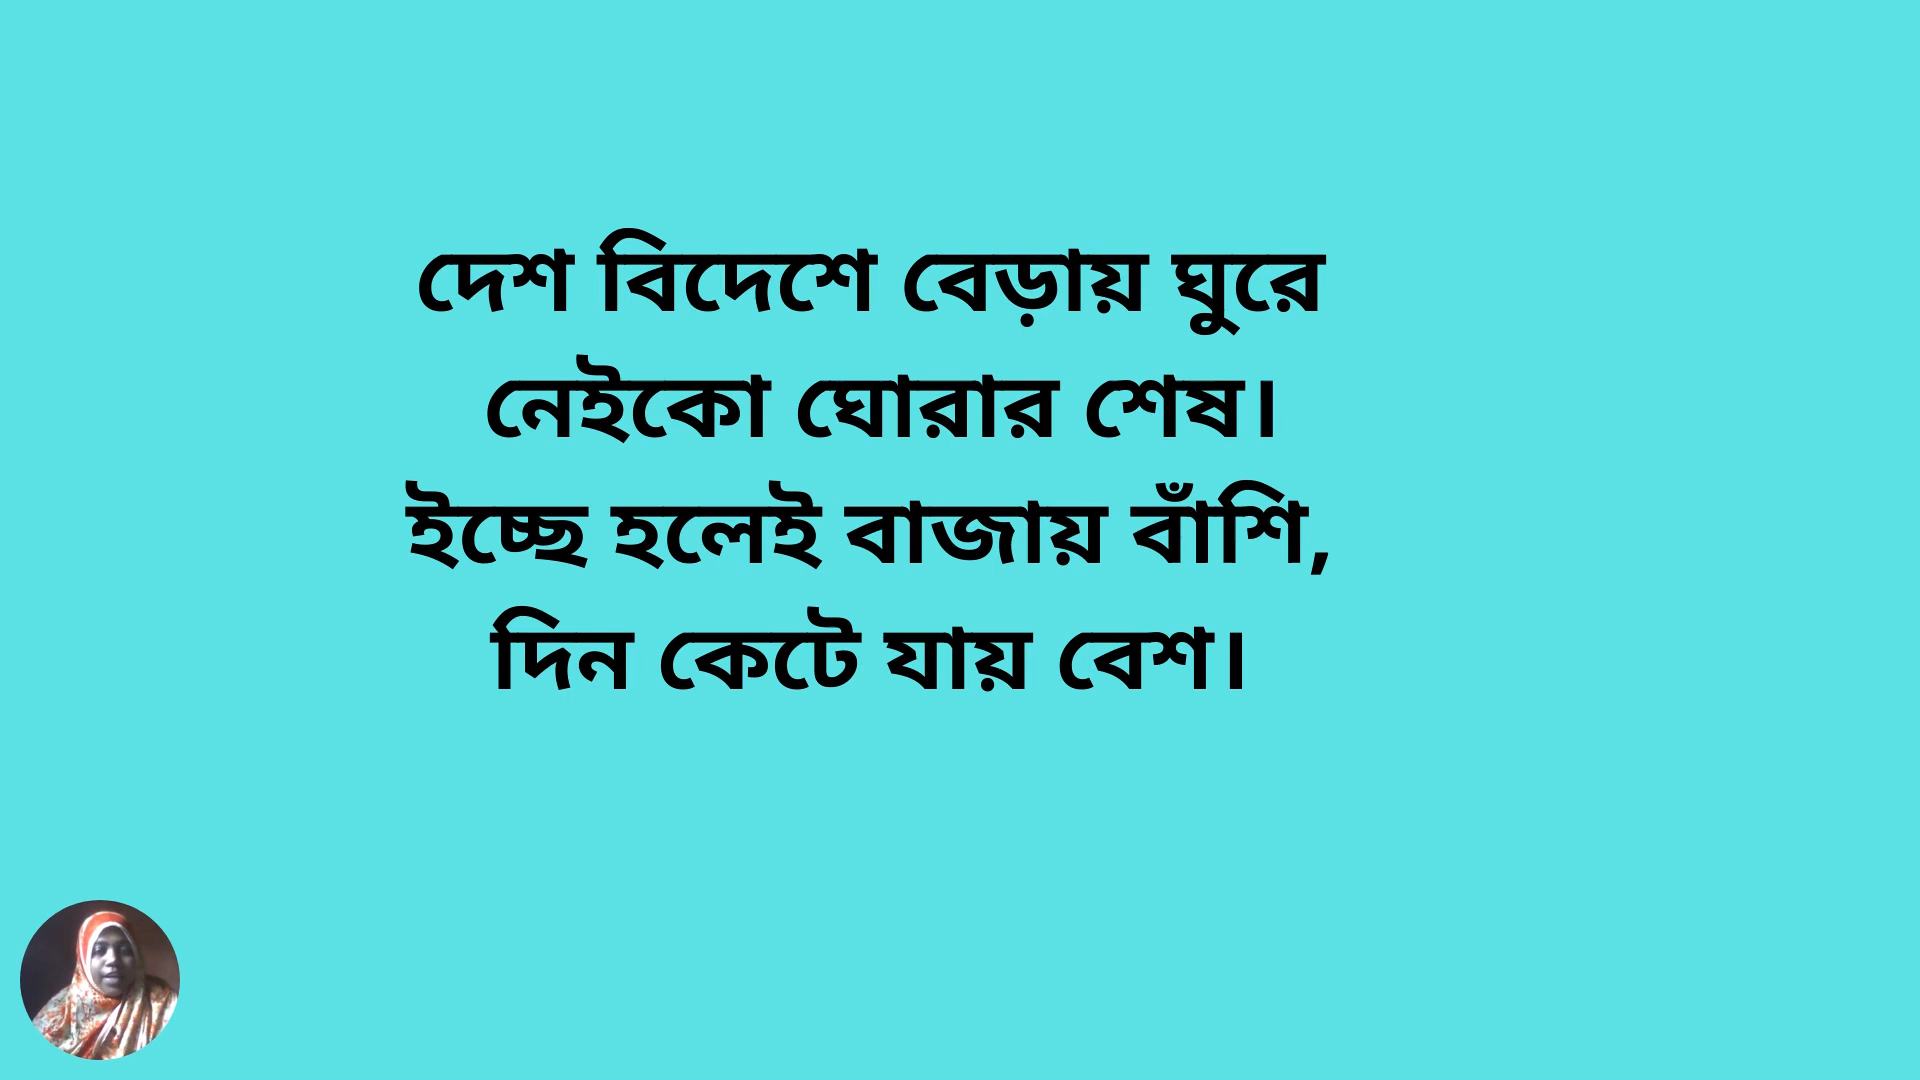 দেশ বিদেশে বেড়ায় ঘুরে
নেইকো ঘোরার শেষ।
ইচ্ছে হলেই বাজায় বাঁশি,
দিন কেটে যায় বেশ।